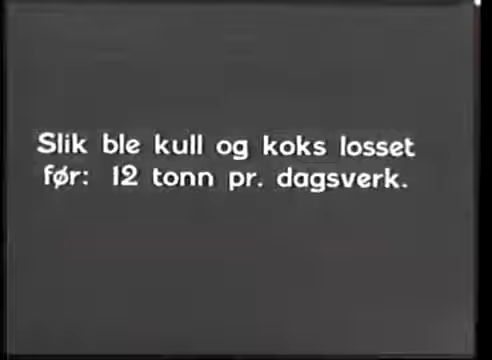 Slik ble kull og koks losset
før: 12 tonn pr. dagsverk.